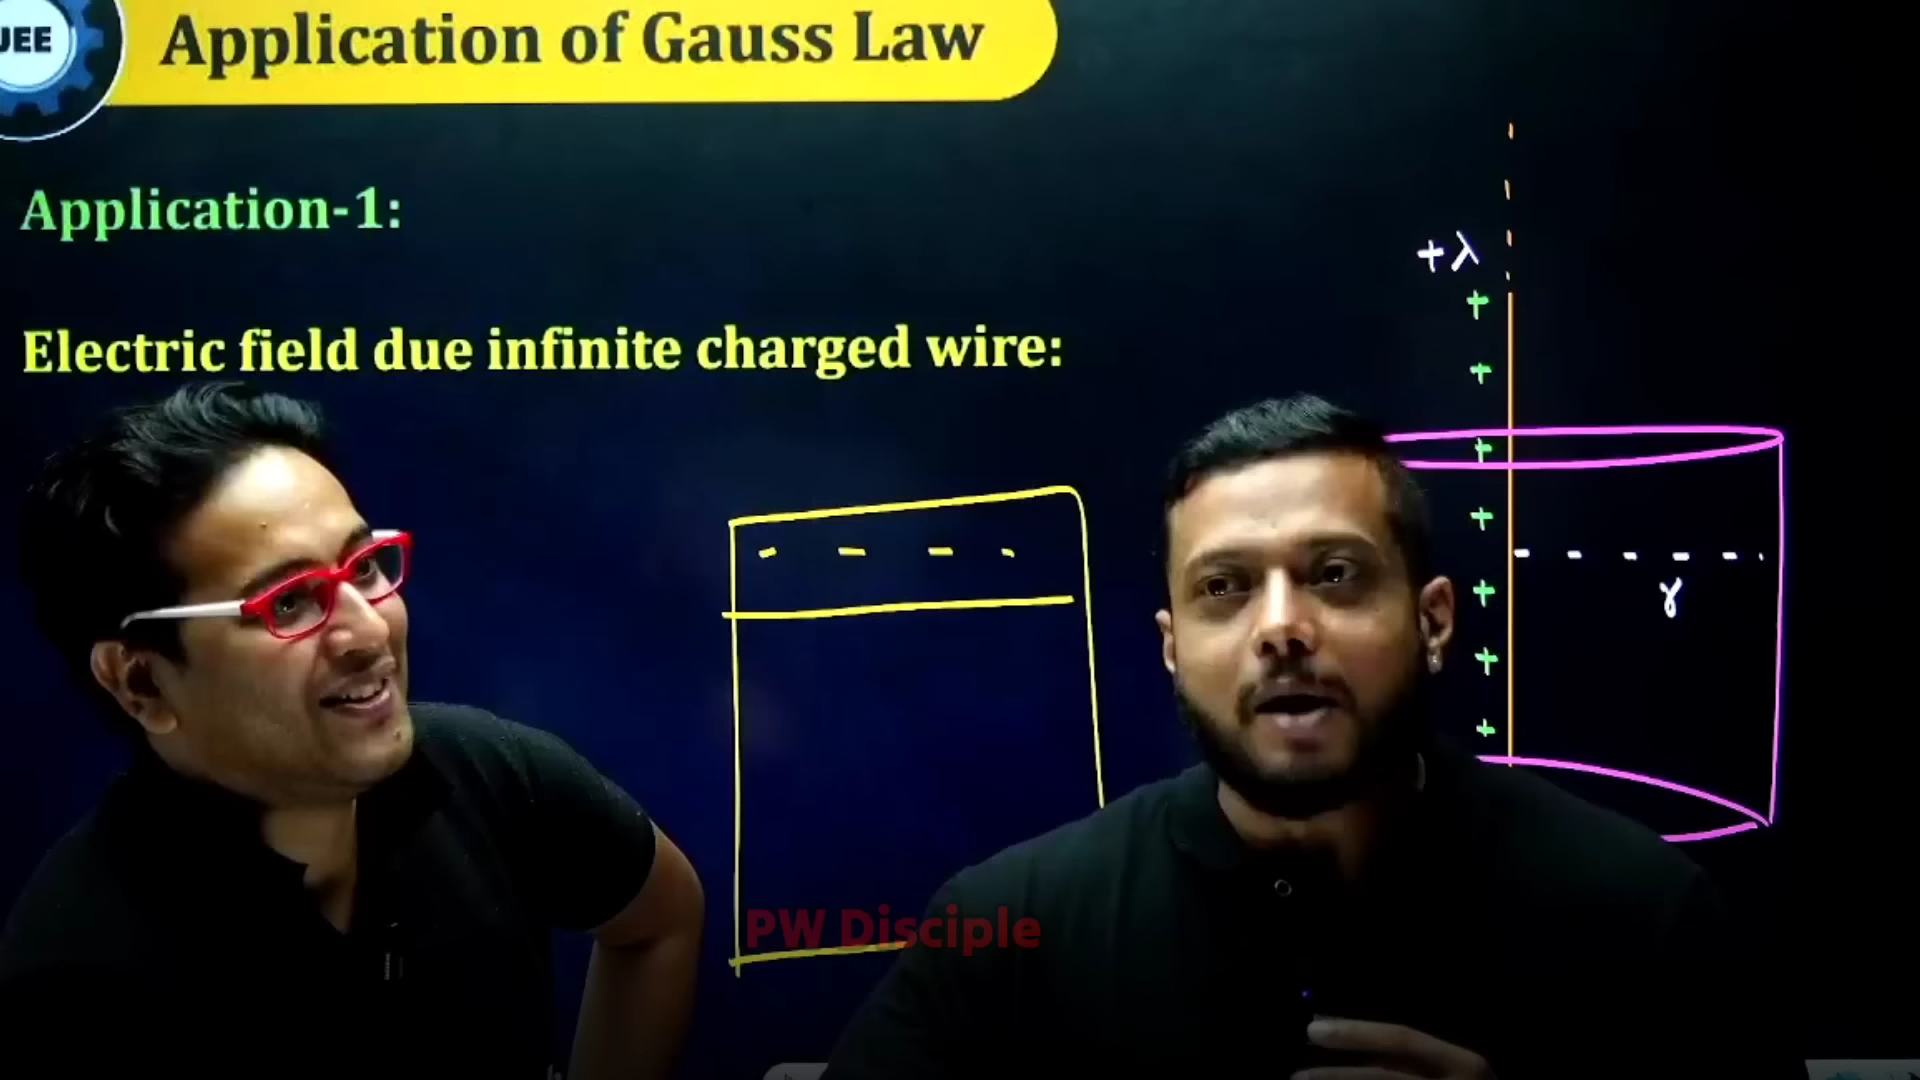 JEE
Application of Gauss Law
Application-1:
+λ
Electric field due infinite charged wire:
+
+
+
+
+
+
+
r
PW Disciple